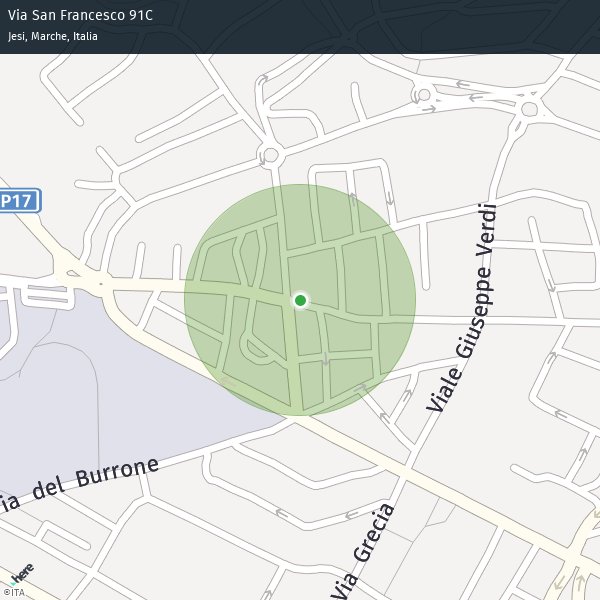 Via San Francesco 91C
Jesi, Marche, Italia
P17
Viale Giuseppe Verdi
ia del Burrone
Via Grecia
here
©ITA